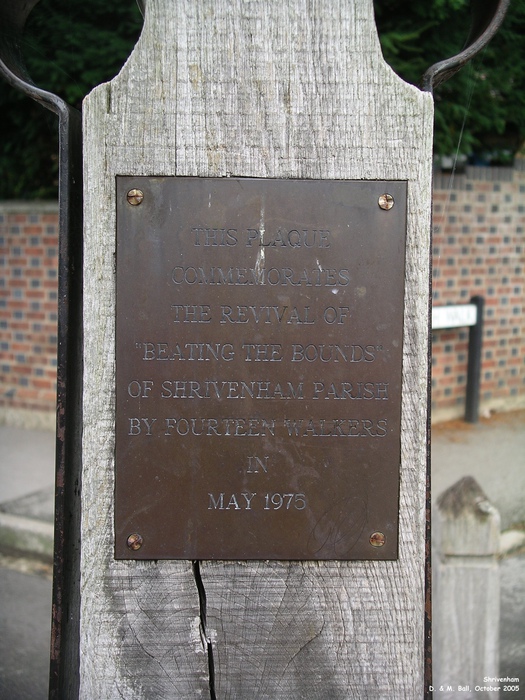 THIS PLAQUE
COMMEMORATES
THE REVIVAL OF
"BEATING THE BOUNDS"
OF SHRIVENHAM PARISH
BY FOURTEEN WALKERS
IN
MAY 1975
Shrivenham
D. & M. Ball, October 2005